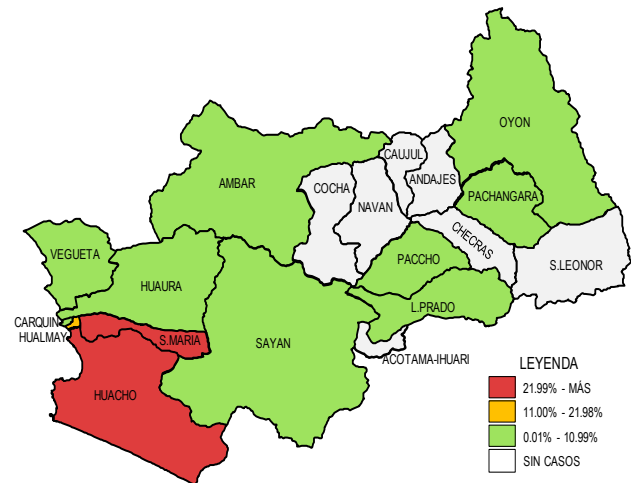 OYON
CAUJUL
ANDAJES
AMBAR
COCHA
NAVAN
PACHANGARA
CHECRAS
VEGUETA
PACCHO
S.LEONOR
HUAURA
L.PRADO
CARQUIN
HUALMAY
S.MARIA
SAYAN
ACOTAMA-IHUARI
HUACHO
LEYENDA
21.99% - MÁS
11.00% - 21.98%
0.01% - 10.99%
SIN CASOS